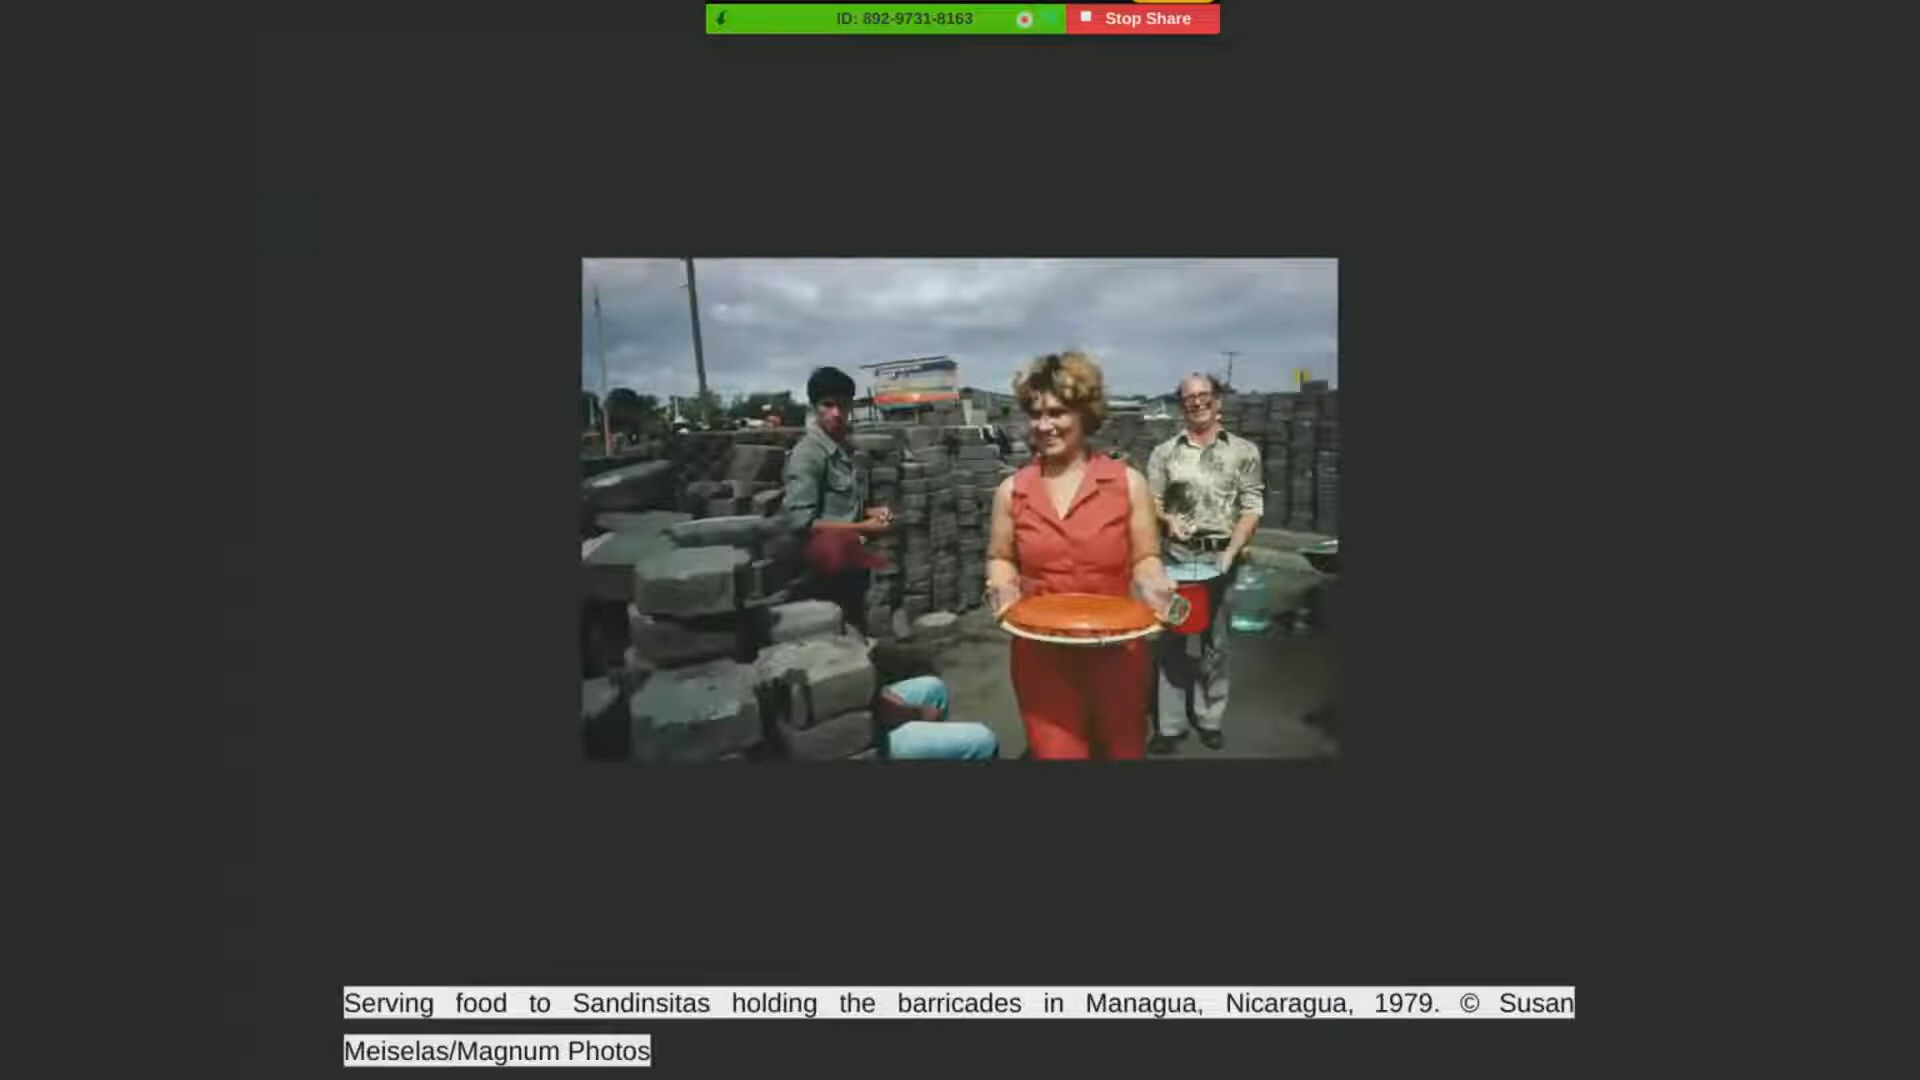 ID: 892-9731-8163
Stop Share
Serving food to Sandinsitas holding the barricades in Managua, Nicaragua, 1979. © Susan
Meiselas/Magnum Photos